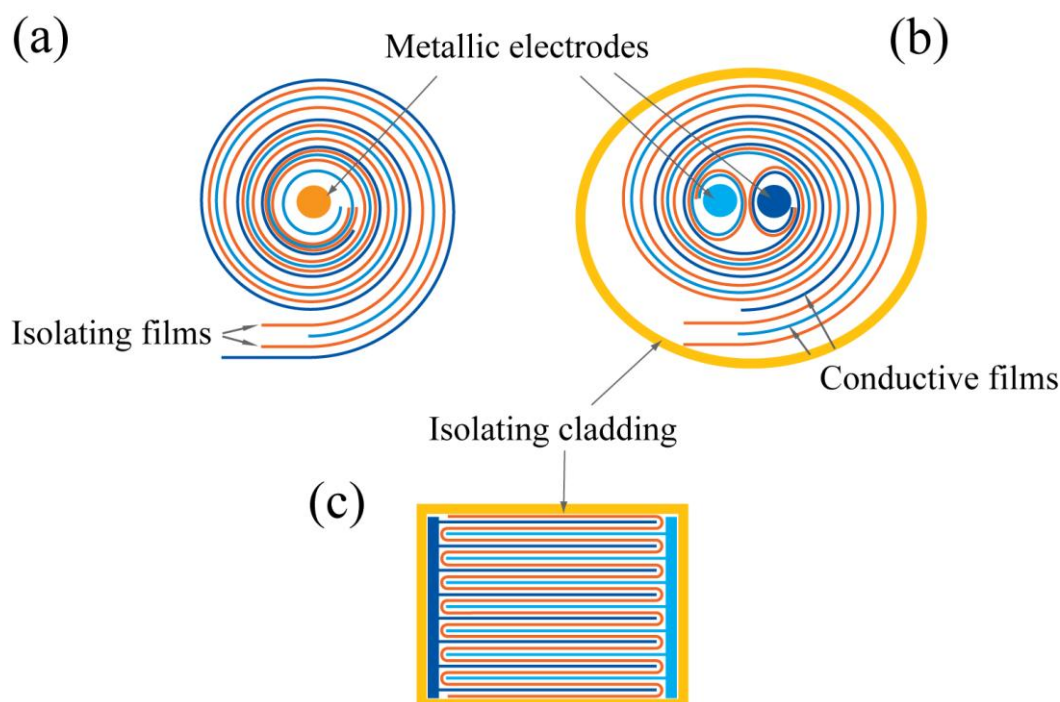 (a)
Metallic electrodes
(b)
Isolating films
Conductive films
Isolating cladding
(c)